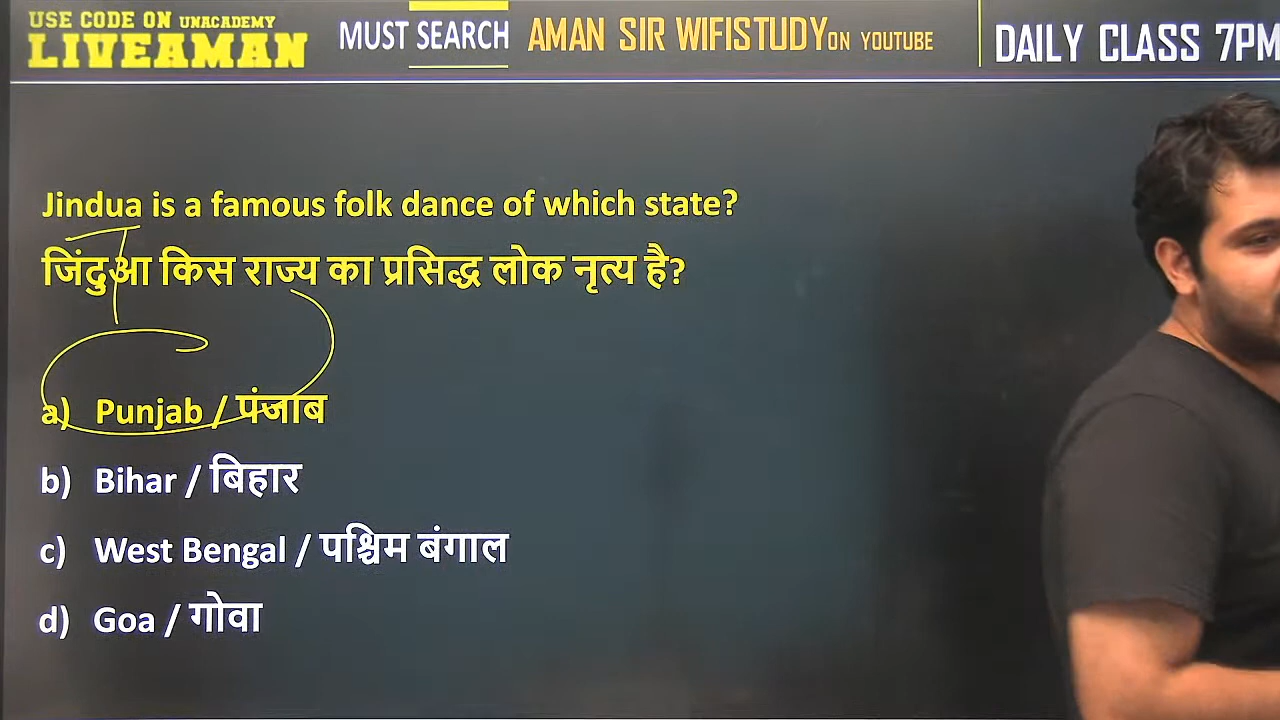 USE CODE ON UNACADEMY
LIVEAMAN
MUST SEARCH AMAN SIR WIFISTUDY ON YOUTUBE
DAILY CLASS 7PM
Jindua is a famous folk dance of which state?
जिंदुआ किस राज्य का प्रसिद्ध लोक नृत्य है?
a) Punjab / पंजाब
b) Bihar / बिहार
c) West Bengal / पश्चिम बंगाल
d) Goa / गोवा